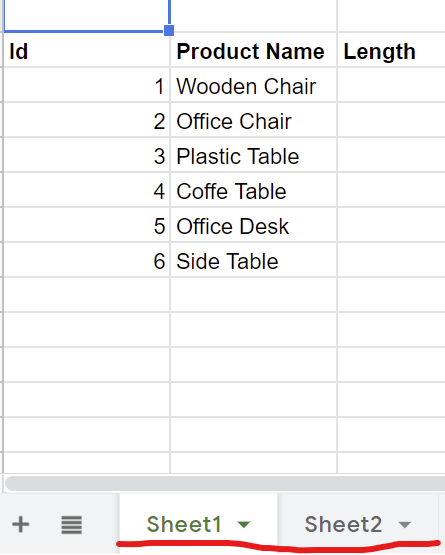 Id Product Name Length
1 Wooden Chair
2 Office Chair
3 Plastic Table
4 Coffe Table
5 Office Desk
6 Side Table
Sheet1 Sheet2